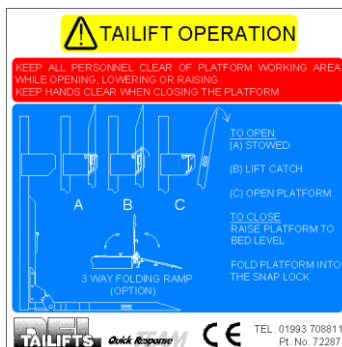 TAILIFT OPERATION
KEEP ALL PERSONNEL CLEAR OF PLATFORM WORKING AREA
WHILE OPENING, LOWERING OR RAISING.
KEEP HANDS CLEAR WHEN CLOSING THE PLATFORM
TO OPEN
(A) STOWED
(B) LIFT CATCH
(C) OPEN PLATFORM
A B C
TO CLOSE
RAISE PLATFORM TO
BED LEVEL
FOLD PLATFORM INTO
THE SNAP LOCK
3 WAY FOLDING RAMP
(OPTION)
TAILIFTS
Quick Response TEAM
CE
TEL. 01993 708811
Pt. No. 72287